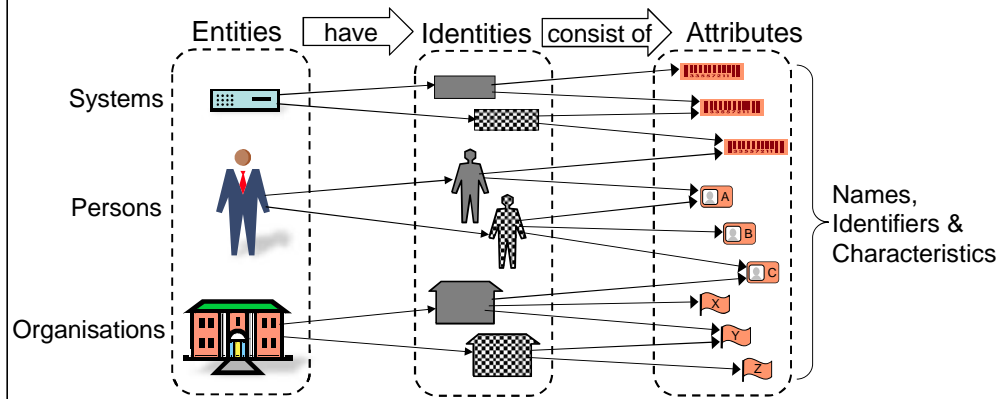 Entities
have
Identities
consist of
Attributes
Systems
Persons
Organisations
A
B
C
X
Y
Z
Names,
Identifiers &
Characteristics